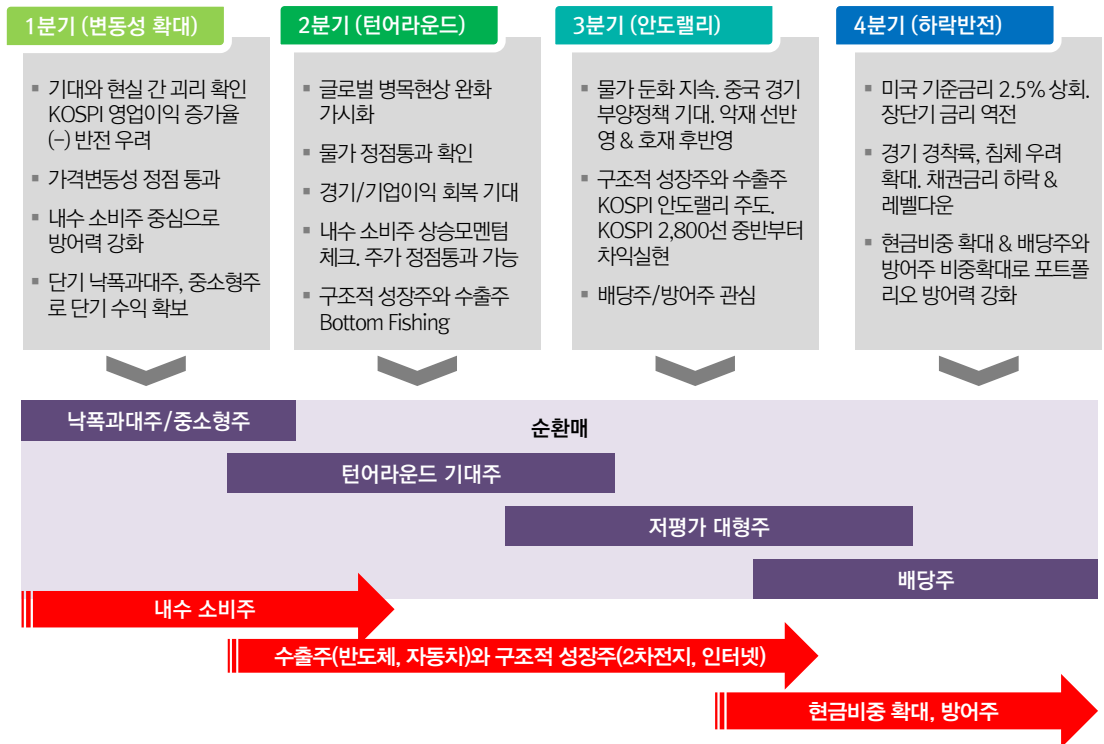 1분기 (변동성 확대)
▪ 기대와 현실 간 괴리 확인
KOSPI 영업이익 증가율
(-) 반전 우려
▪ 가격변동성 정점 통과
▪ 내수 소비주 중심으로
방어력 강화
▪ 단기 낙폭과대주, 중소형주
로 단기 수익 확보
2분기 (턴어라운드)
▪ 글로벌 병목현상 완화
가시화
▪ 물가 정점통과 확인
▪ 경기/기업이익 회복 기대
▪ 내수 소비주 상승모멘텀
체크. 주가 정점통과 가능
▪ 구조적 성장주와 수출주
Bottom Fishing
3분기 (안도랠리)
▪ 물가 둔화 지속. 중국 경기
부양정책 기대. 악재 선반
영 & 호재 후반영
▪ 구조적 성장주와 수출주
KOSPI 안도랠리 주도.
KOSPI 2,800선 중반부터
차익실현
▪ 배당주/방어주 관심
4분기 (하락반전)
▪ 미국 기준금리 2.5% 상회.
장단기 금리 역전
▪ 경기 경착륙, 침체 우려
확대. 채권금리 하락 &
레벨다운
▪ 현금비중 확대 & 배당주와
방어주 비중확대로 포트폴
리오 방어력 강화
낙폭과대주/중소형주
순환매
턴어라운드 기대주
저평가 대형주
배당주
내수 소비주
수출주(반도체, 자동차)와 구조적 성장주(2차전지, 인터넷)
현금비중 확대, 방어주